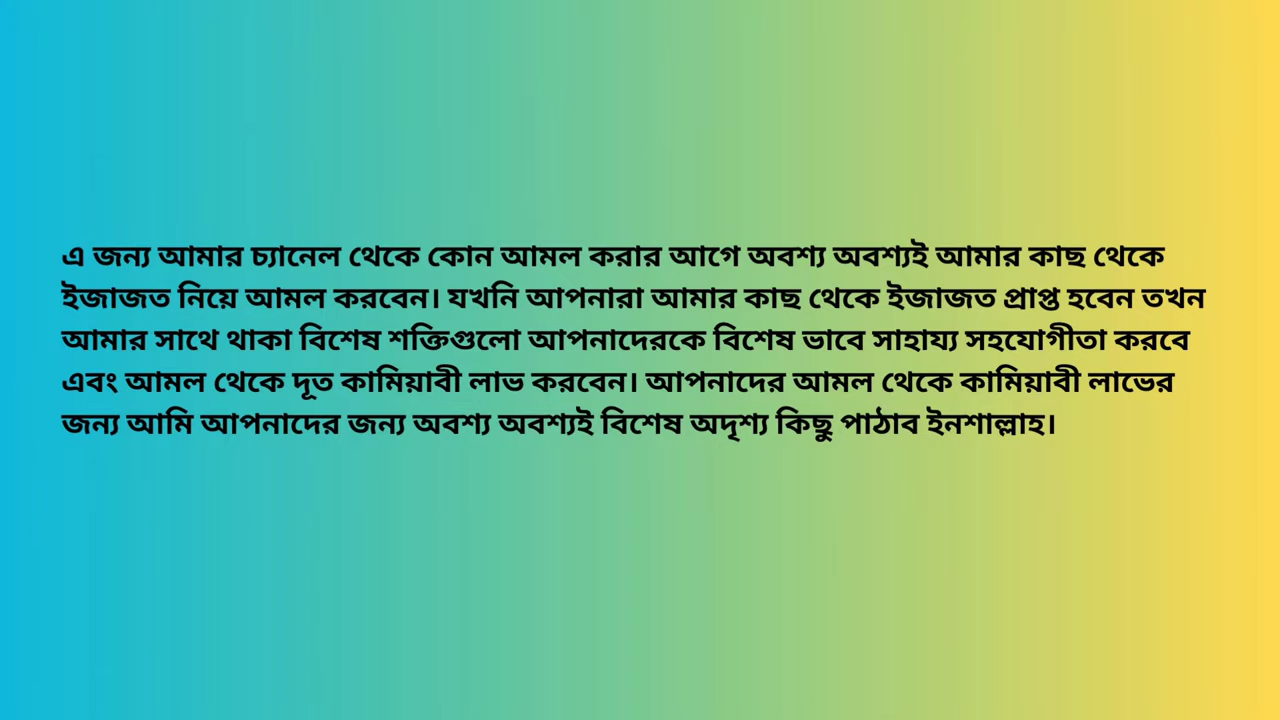 এ জন্য আমার চ্যানেল থেকে কোন আমল করার আগে অবশ্য অবশ্যই আমার কাছ থেকে
ইজাজত নিয়ে আমল করবেন। যখনি আপনারা আমার কাছ থেকে ইজাজত প্রাপ্ত হবেন তখন
আমার সাথে থাকা বিশেষ শক্তিগুলো আপনাদেরকে বিশেষ ভাবে সাহায্য সহযোগীতা করবে
এবং আমল থেকে দূত কামিয়াবী লাভ করবেন। আপনাদের আমল থেকে কামিয়াবী লাভের
জন্য আমি আপনাদের জন্য অবশ্য অবশ্যই বিশেষ অদৃশ্য কিছু পাঠাব ইনশাল্লাহ।